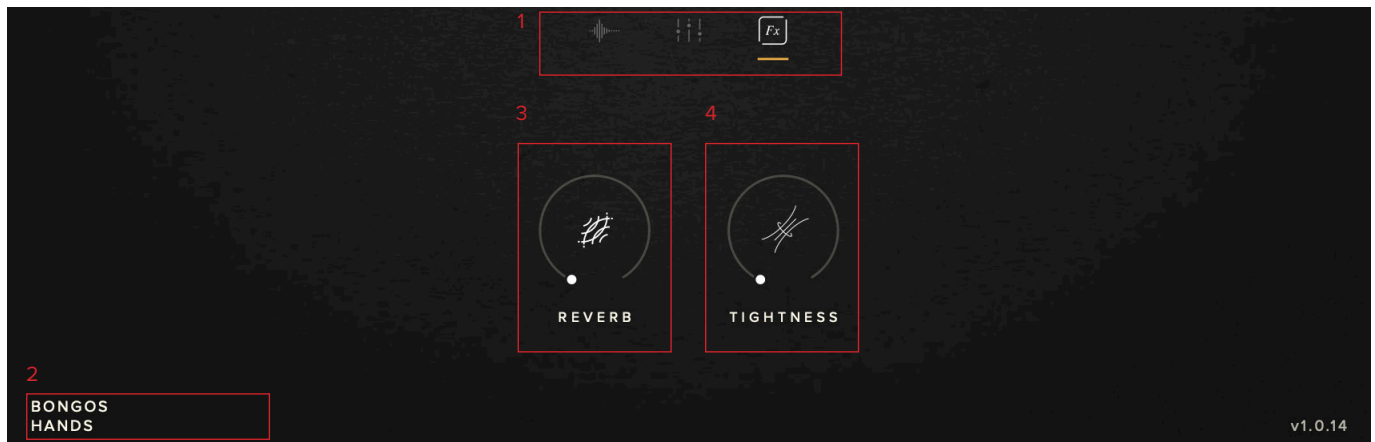 1
Fx
3
4
REVERB
TIGHTNESS
2
BONGOS
HANDS
v1.0.14